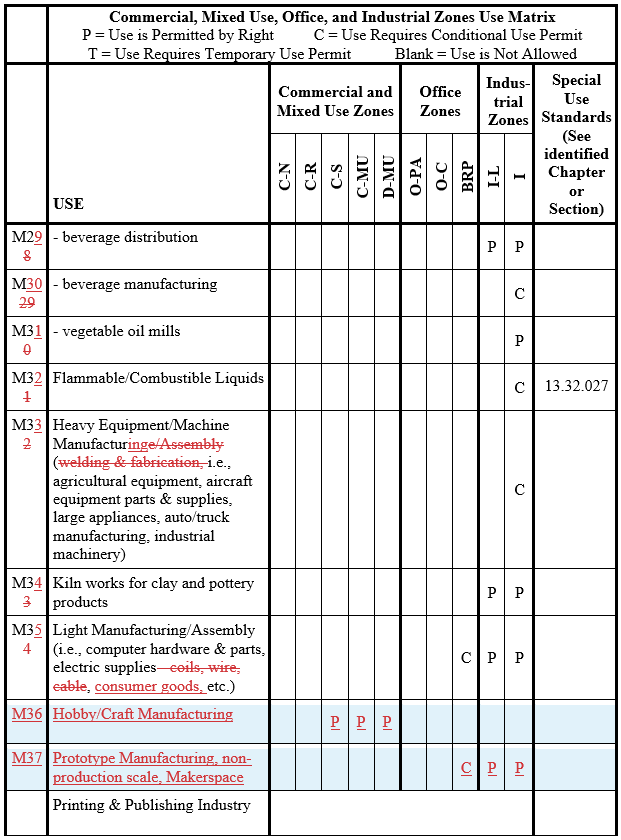 Commercial, Mixed Use, Office, and Industrial Zones Use Matrix
P = Use is Permitted by Right C = Use Requires Conditional Use Permit
T = Use Requires Temporary Use Permit Blank = Use is Not Allowed
USE
Commercial and
Mixed Use Zones
Office
Zones
Indus-
trial
Zones
Special
Use
Standards
(See
identified
Chapter
or
Section)
C-N
C-R
C-S
C-MU
D-MU
O-PA
O-C
BRP
I-L
I
M29
8
- beverage distribution
P P
M30
29
- beverage manufacturing
C
M31
0
- vegetable oil mills
P
M32
1
Flammable/Combustible Liquids
C 13.32.027
M33
2
Heavy Equipment/Machine
Manufacturinge/Assembly
(welding & fabrication, i.e.,
agricultural equipment, aircraft
equipment parts & supplies,
large appliances, auto/truck
manufacturing, industrial
machinery)
C
M34
3
Kiln works for clay and pottery
products
P P
M35
4
Light Manufacturing/Assembly
(i.e., computer hardware & parts,
electric supplies– coils, wire,
cable, consumer goods, etc.)
C P P
M36 Hobby/Craft Manufacturing
P P P
M37 Prototype Manufacturing, non-
production scale, Makerspace
C P P
Printing & Publishing Industry